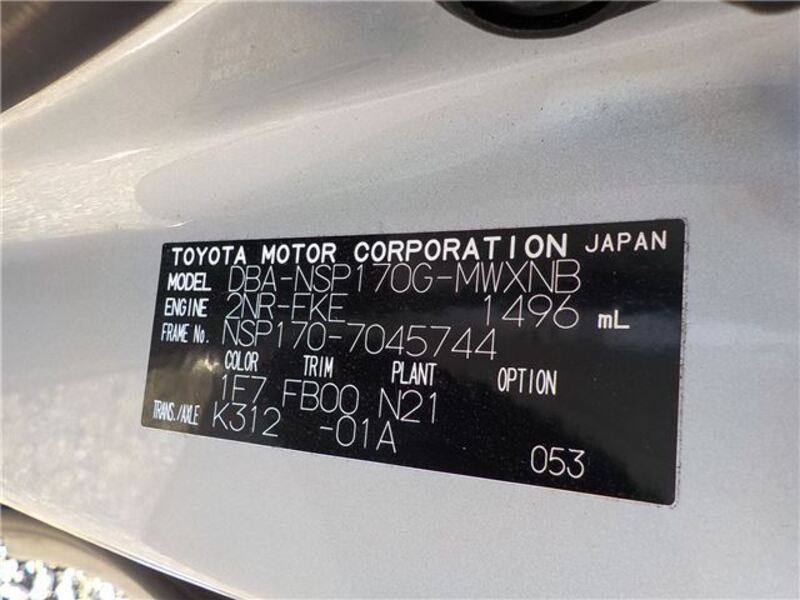 TOYOTA MOTOR CORPORATION JAPAN
MODEL DBA-NSP170G-MWXNB
ENGINE 2NR-FKE 1496 mL
FRAME No. NSP170-7045744
COLOR TRIM PLANT OPTION
1F7 FB00 N21
TRANS./AXLE K312 -01A
053